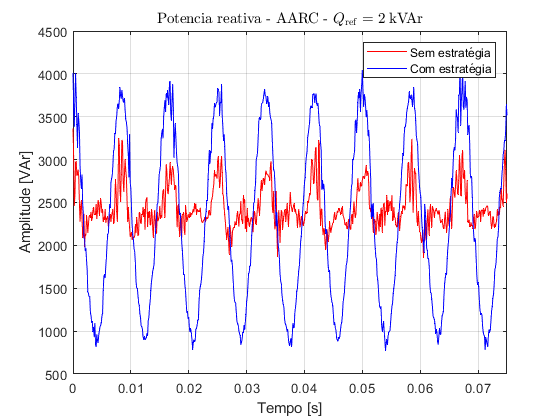 Potencia reativa - AARC - Qref = 2 kVAr
Sem estratégia
Com estratégia
Amplitude [VAr]
4500
4000
3500
3000
2500
2000
1500
1000
500
0 0.01 0.02 0.03 0.04 0.05 0.06 0.07
Tempo [s]